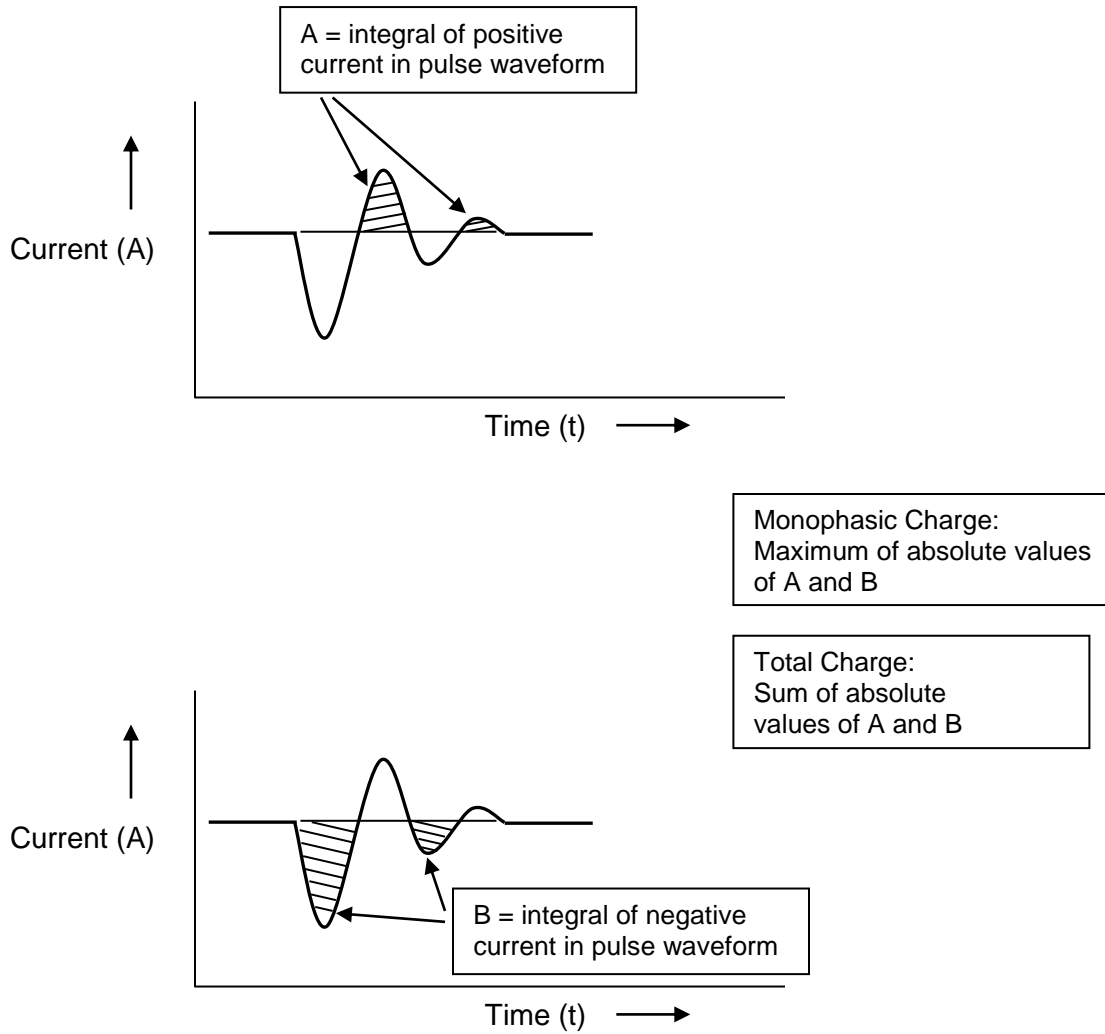 A = integral of positive
current in pulse waveform
Current (A)
Time (t)
Monophasic Charge:
Maximum of absolute values
of A and B
Total Charge:
Sum of absolute
values of A and B
Current (A)
B = integral of negative
current in pulse waveform
Time (t)